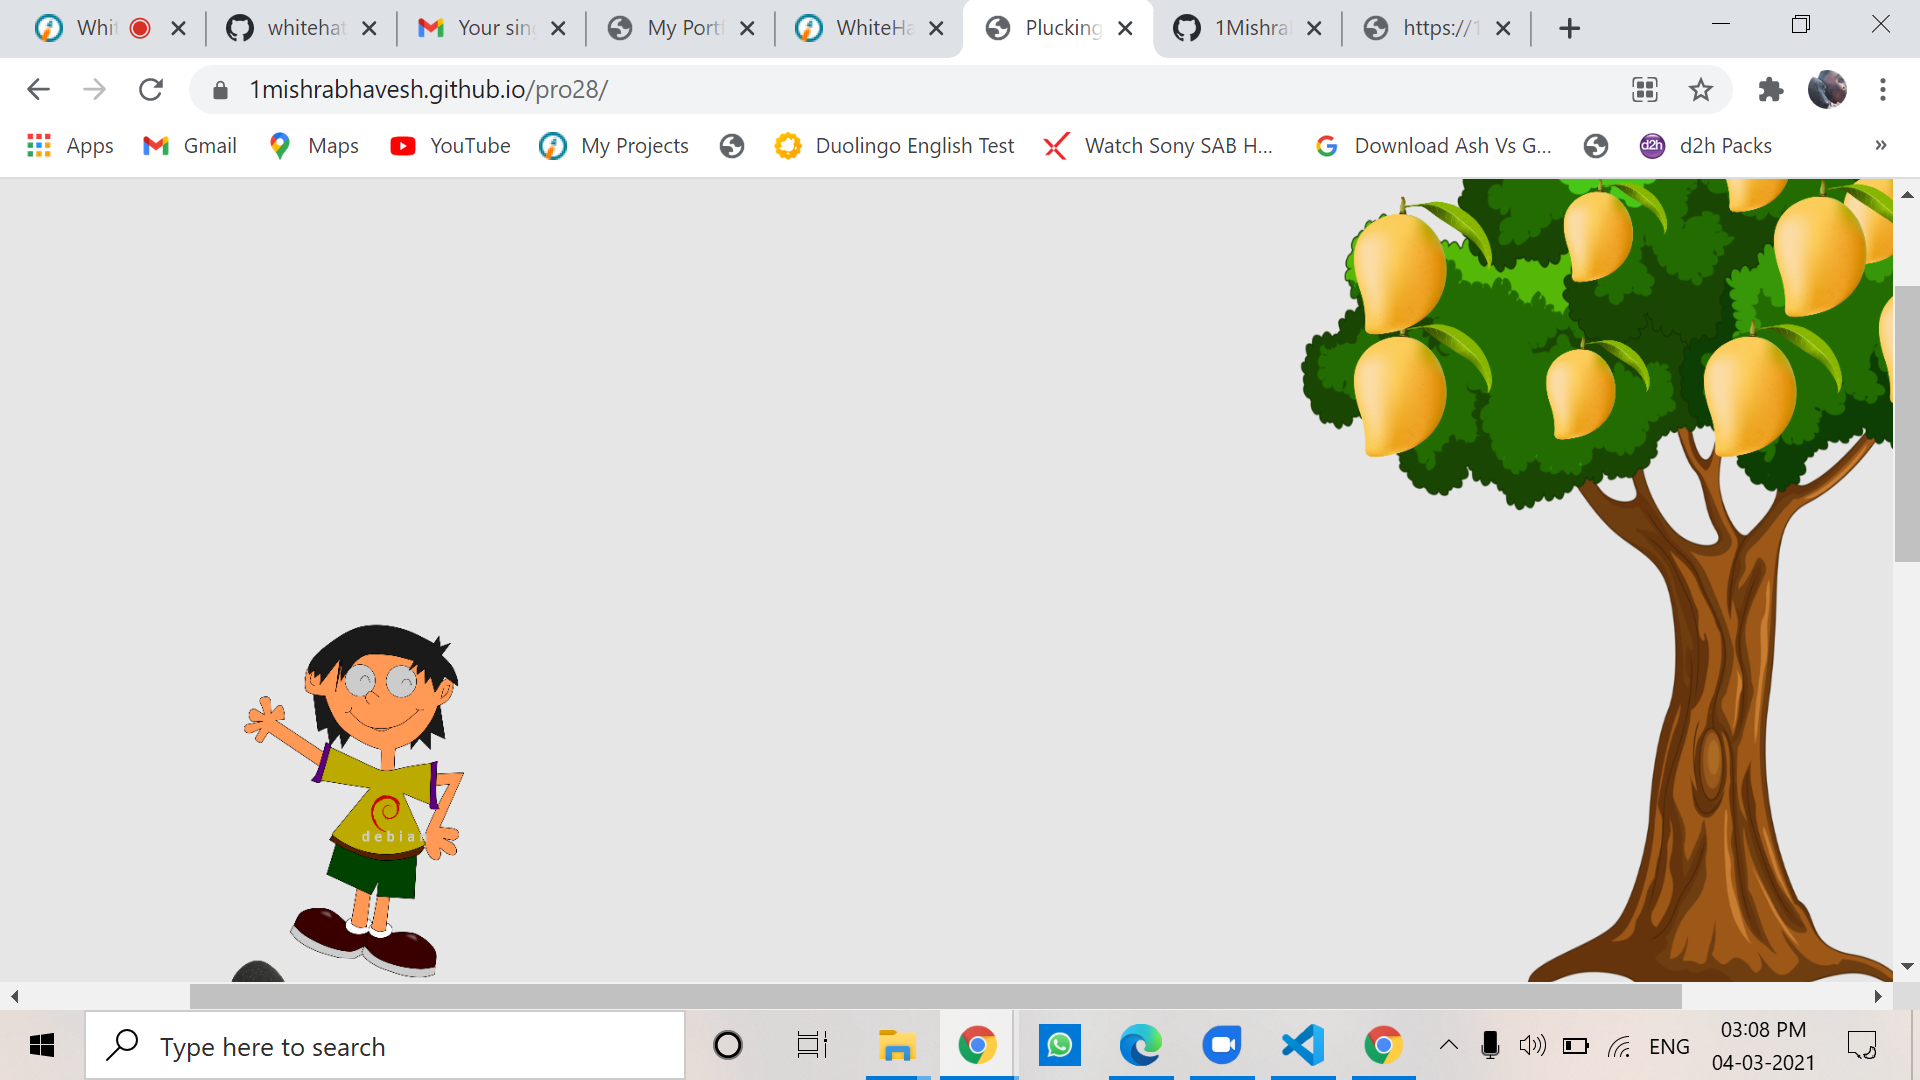 Whit
whitehat
Your sin
My Portf
WhiteHa
Plucking
1Mishra
https://1
1mishrabhavesh.github.io/pro28/
Apps
Gmail
Maps
YouTube
My Projects
Duolingo English Test
Watch Sony SAB H...
Download Ash Vs G...
d2h
d2h Packs
»
debian
Type here to search
ENG
03:08 PM
04-03-2021